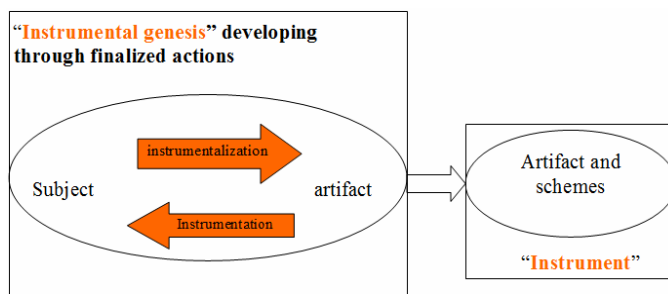 “Instrumental genesis” developing
through finalized actions
instrumentalization
Subject
artifact
Instrumentation
Artifact and
schemes
“Instrument”